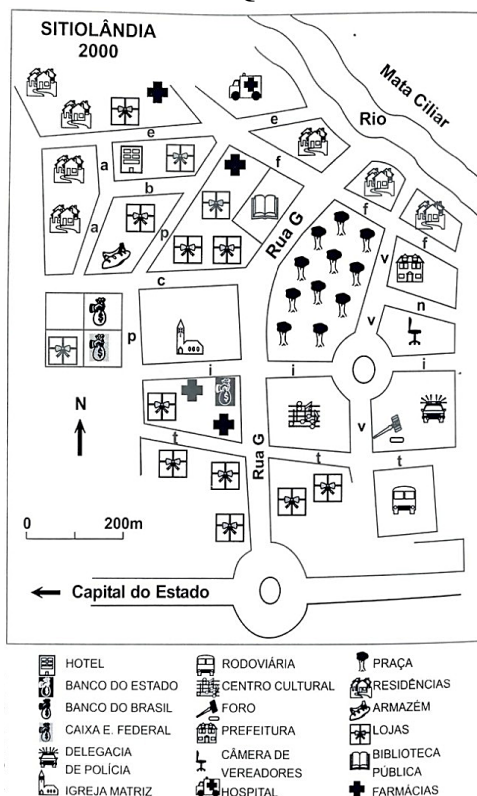 SITIOLÂNDIA
2000
Mata Ciliar
Rio
e
e
a
b
f
a
p
Rua G
f
f
v
c
n
v
p
i
i
i
N
v
t
Rua G
t
t
0 200m
Capital do Estado
HOTEL
BANCO DO ESTADO
BANCO DO BRASIL
CAIXA E. FEDERAL
DELEGACIA
DE POLÍCIA
IGREJA MATRIZ
RODOVIÁRIA
CENTRO CULTURAL
FORO
PREFEITURA
CÂMERA DE
VEREADORES
HOSPITAL
PRAÇA
RESIDÊNCIAS
ARMAZÉM
LOJAS
BIBLIOTECA
PÚBLICA
FARMÁCIAS